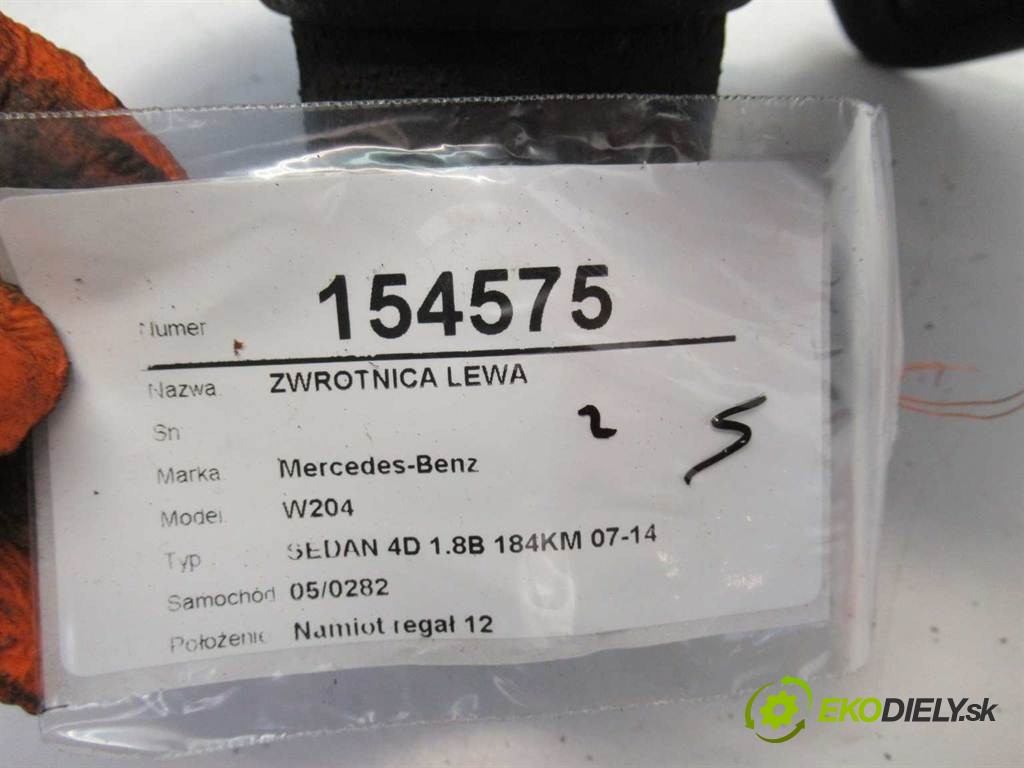 Numer 154575
Nazwa ZWROTNICA LEWA
Sn
2 5
Marka Mercedes-Benz
Model W204
Typ SEDAN 4D 1.8B 184KM 07-14
Samochód 05/0282
Położenie Namiot regał 12
EKODIELY.sk